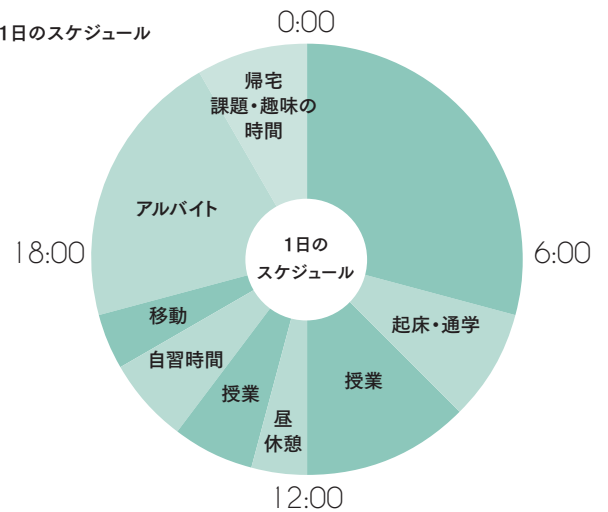 1日のスケジュール
0:00
6:00
起床・通学
授業
12:00
昼
休憩
授業
自習時間
移動
18:00
アルバイト
帰宅
課題・趣味の
時間
1日の
スケジュール